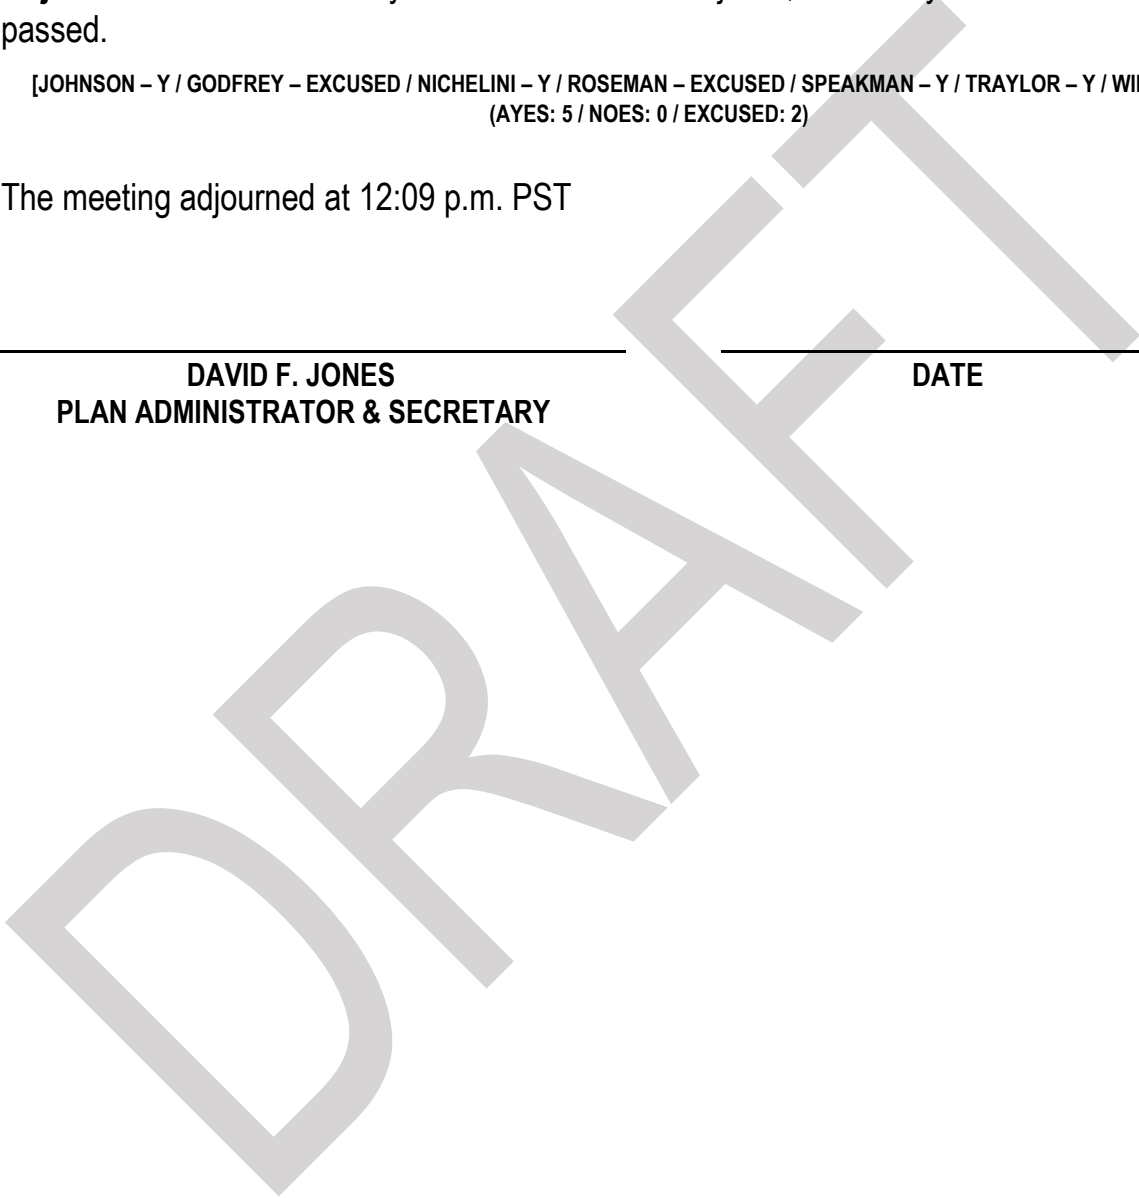 passed.
[JOHNSON – Y / GODFREY – EXCUSED / NICHELINI – Y / ROSEMAN – EXCUSED / SPEAKMAN – Y / TRAYLOR – Y /
(AYES: 5 / NOES: 0 / EXCUSED: 2)
The meeting adjourned at 12:09 p.m. PST
DAVID F. JONES
DATE
PLAN ADMINISTRATOR & SECRETARY
DRAFT